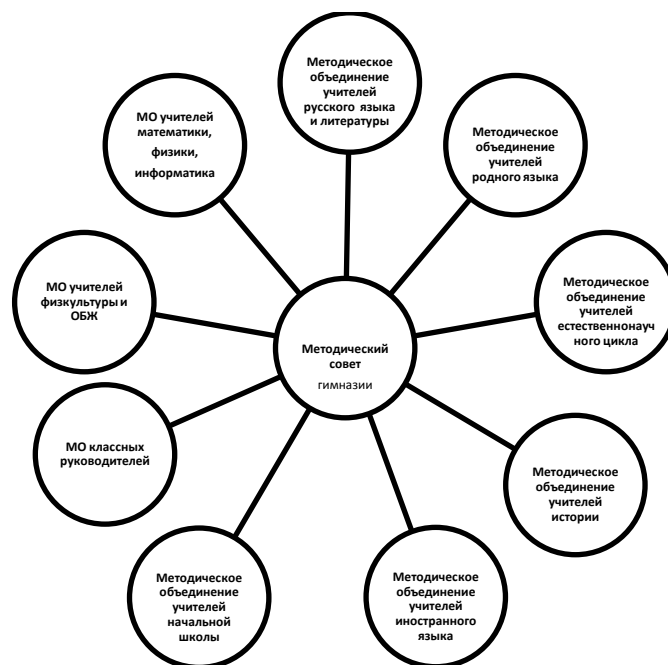 Методическое
объединение
учителей
русского языка
и литературы
МО учителей
математики,
физики,
информатика
Методическое
объединение
учителей
родного языка
МО учителей
физкультуры и
ОБЖ
Методическое
объединение
учителей
естественнонауч
ного цикла
Методический
совет
гимназии
МО классных
руководителей
Методическое
объединение
учителей
истории
Методическое
объединение
учителей
начальной
школы
Методическое
объединение
учителей
иностранного
языка